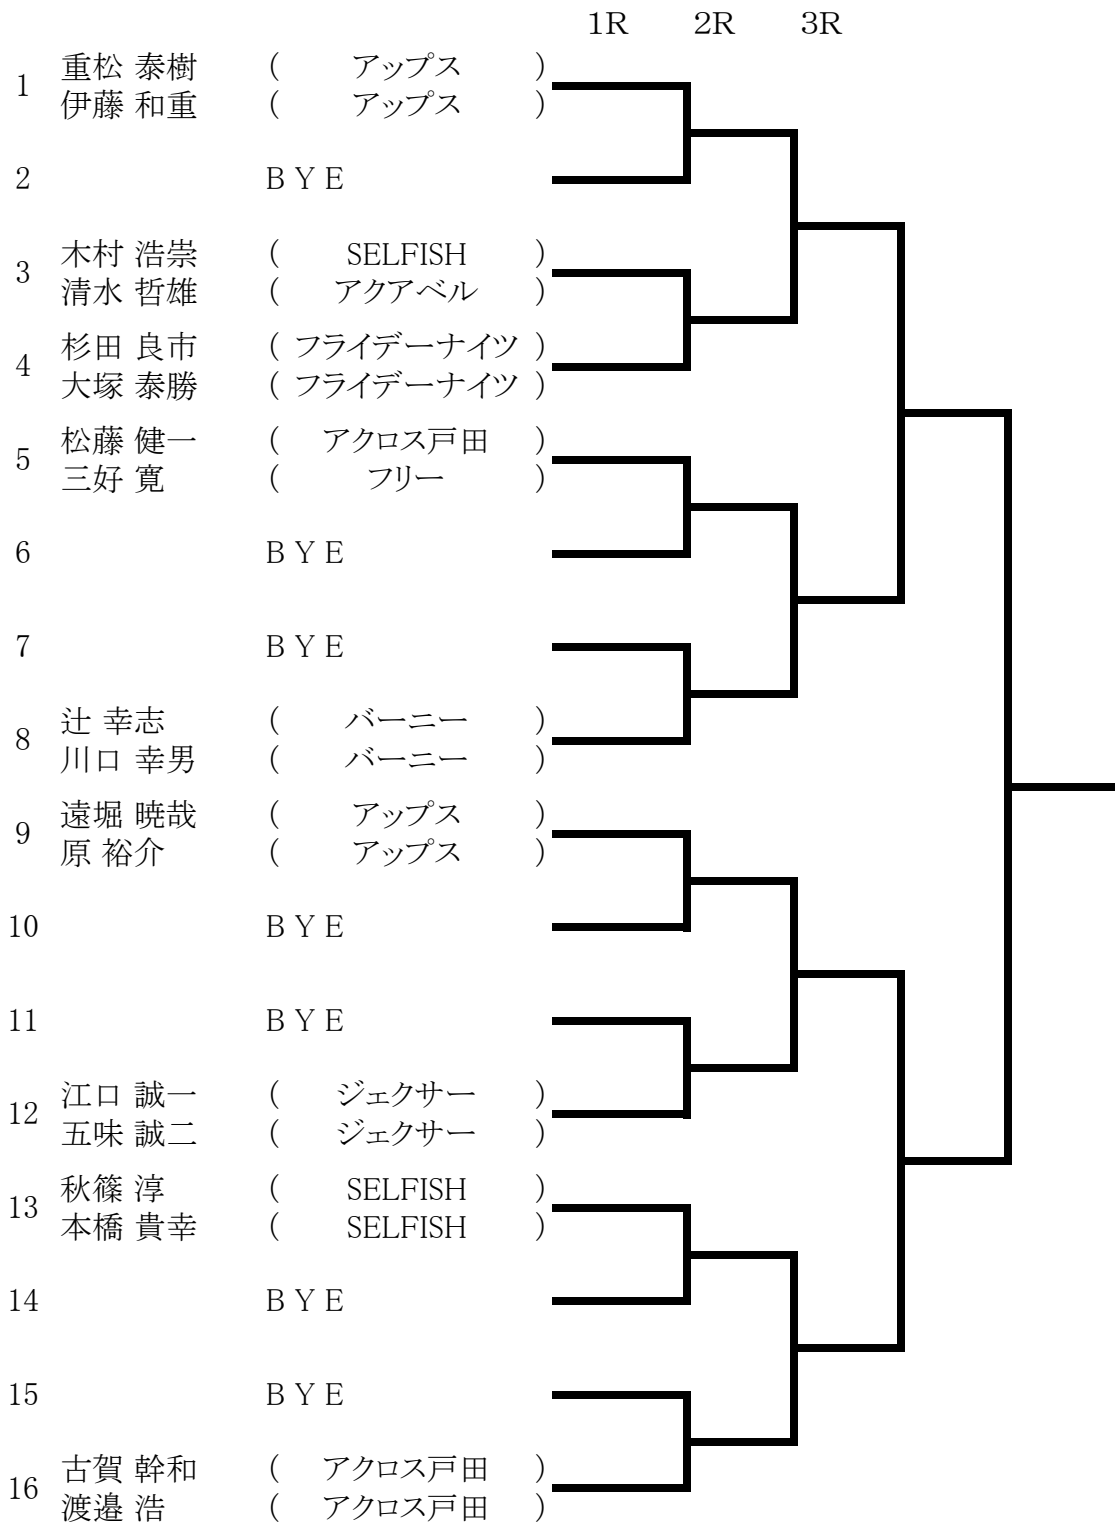 1R 2R 3R
1 重松 泰樹 ( アップス )
伊藤 和重 ( アップス )
2 B Y E
3 木村 浩崇 ( SELFISH )
清水 哲雄 ( アクアベル )
4 杉田 良市 ( フライデーナイツ )
大塚 泰勝 ( フライデーナイツ )
5 松藤 健一 ( アクロス戸田 )
三好 寛 ( フリー )
6 B Y E
7 B Y E
8 辻 幸志 ( バーニー )
川口 幸男 ( バーニー )
9 遠堀 暁哉 ( アップス )
原 裕介 ( アップス )
10 B Y E
11 B Y E
12 江口 誠一 ( ジェクサー )
五味 誠二 ( ジェクサー )
13 秋篠 淳 ( SELFISH )
本橋 貴幸 ( SELFISH )
14 B Y E
15 B Y E
16 古賀 幹和 ( アクロス戸田 )
渡邉 浩 ( アクロス戸田 )